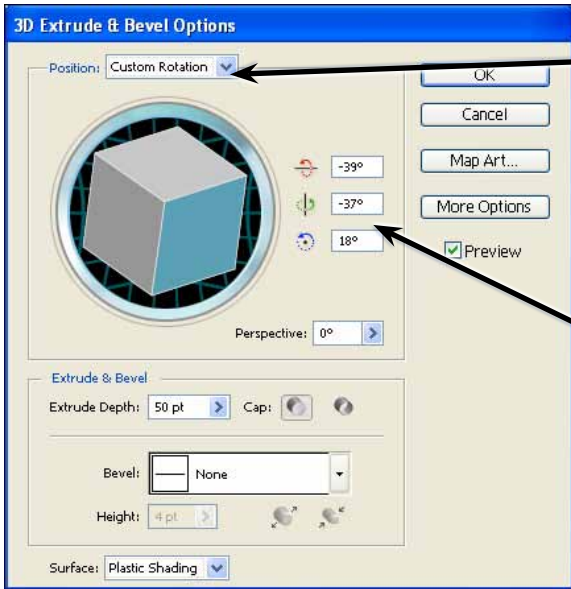 3D Extrude & Bevel Options
Position: Custom Rotation
OK
Cancel
Map Art...
More Options
Preview
-39°
-37°
18°
Perspective: 0°
Extrude & Bevel
Extrude Depth: 50 pt Cap:
Bevel: None
Height: 4 pt
Surface: Plastic Shading